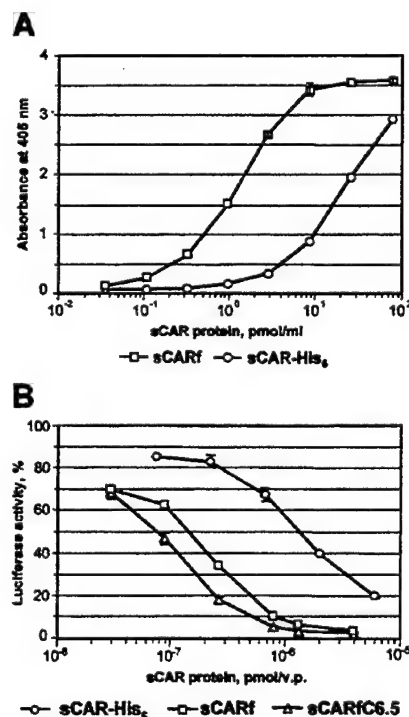 A
4
3
2
1
0
Absorbance at 405 nm
10-2 10-1 100 101 102
sCAR protein, pmol/ml
sCARf sCAR-His6
B
100
80
60
40
20
0
Luciferase activity, %
10-8 10-7 10-6 10-5
sCAR protein, pmol/v.p.
sCAR-His6 sCARf sCARfC6.5